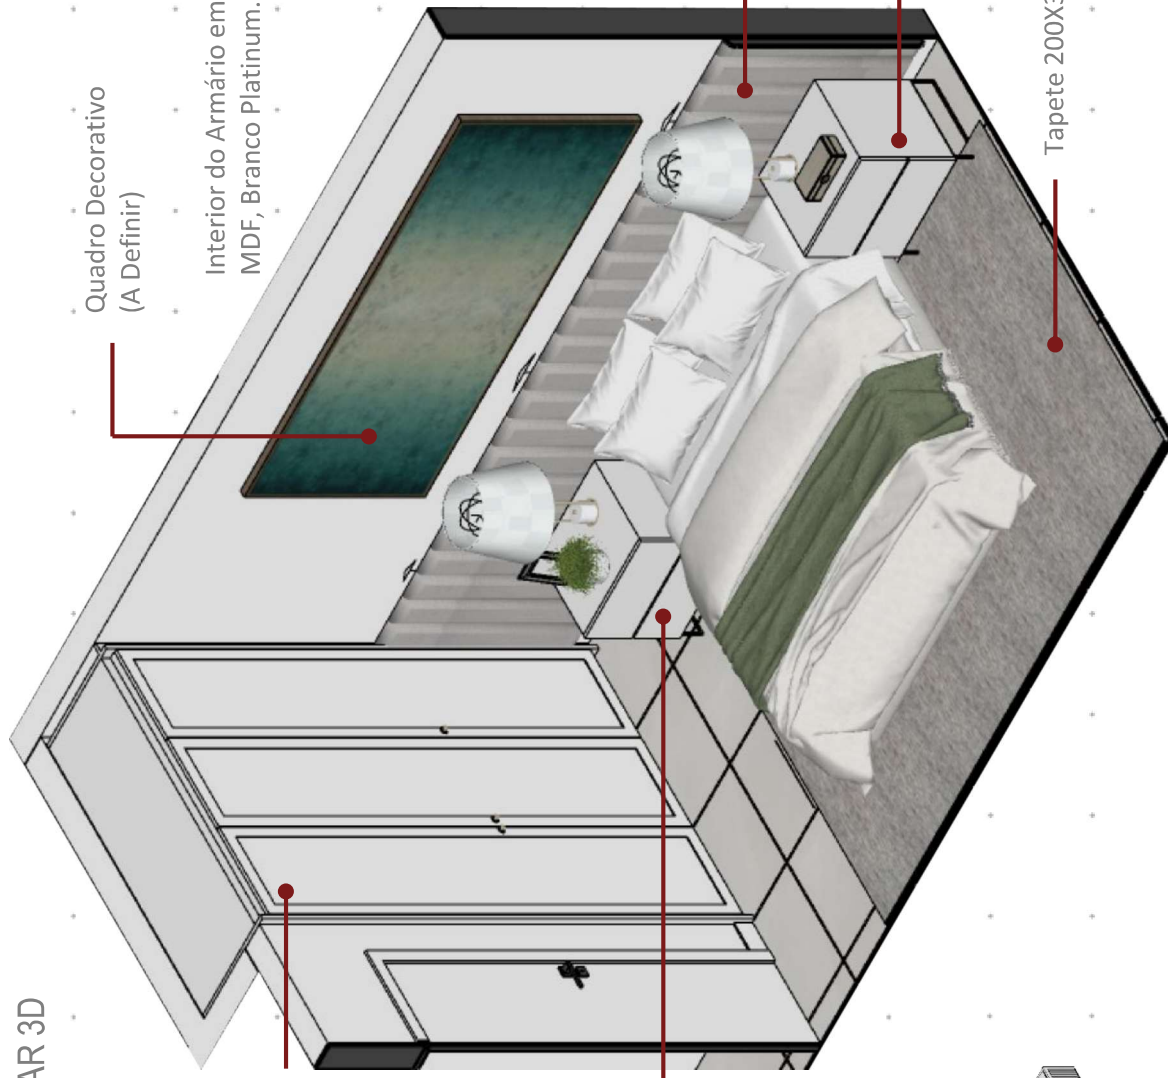 AR 3D
Quadro Decorativo
(A Definir)
Interior do Armário em
MDF, Branco Platinum.
Tapete 200X3